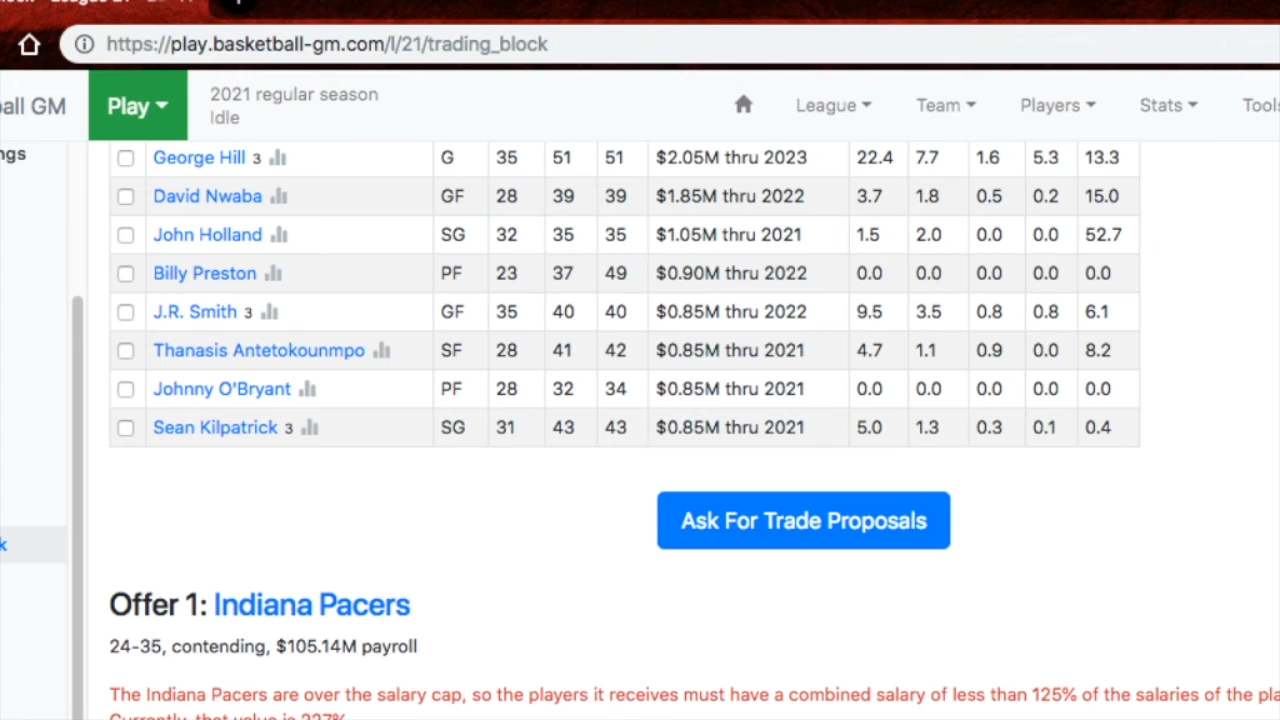 https://play.basketball-gm.com/l/21/trading_block
ball GM
Play
2021 regular season
Idle
League
Team
Players
Stats
Tools
ngs
George Hill 3 G 35 51 51 $2.05M thru 2023 22.4 7.7 1.6 5.3 13.3
David Nwaba GF 28 39 39 $1.85M thru 2022 3.7 1.8 0.5 0.2 15.0
John Holland SG 32 35 35 $1.05M thru 2021 1.5 2.0 0.0 0.0 52.7
Billy Preston PF 23 37 49 $0.90M thru 2022 0.0 0.0 0.0 0.0 0.0
J.R. Smith 3 GF 35 40 40 $0.85M thru 2022 9.5 3.5 0.8 0.8 6.1
Thanasis Antetokounmpo SF 28 41 42 $0.85M thru 2021 4.7 1.1 0.9 0.0 8.2
Johnny O'Bryant PF 28 32 34 $0.85M thru 2021 0.0 0.0 0.0 0.0 0.0
Sean Kilpatrick 3 SG 31 43 43 $0.85M thru 2021 5.0 1.3 0.3 0.1 0.4
Ask For Trade Proposals
k
Offer 1: Indiana Pacers
24-35, contending, $105.14M payroll
The Indiana Pacers are over the salary cap, so the players it receives must have a combined salary of less than 125% of the salaries of the pla
Currently, that value is 227%